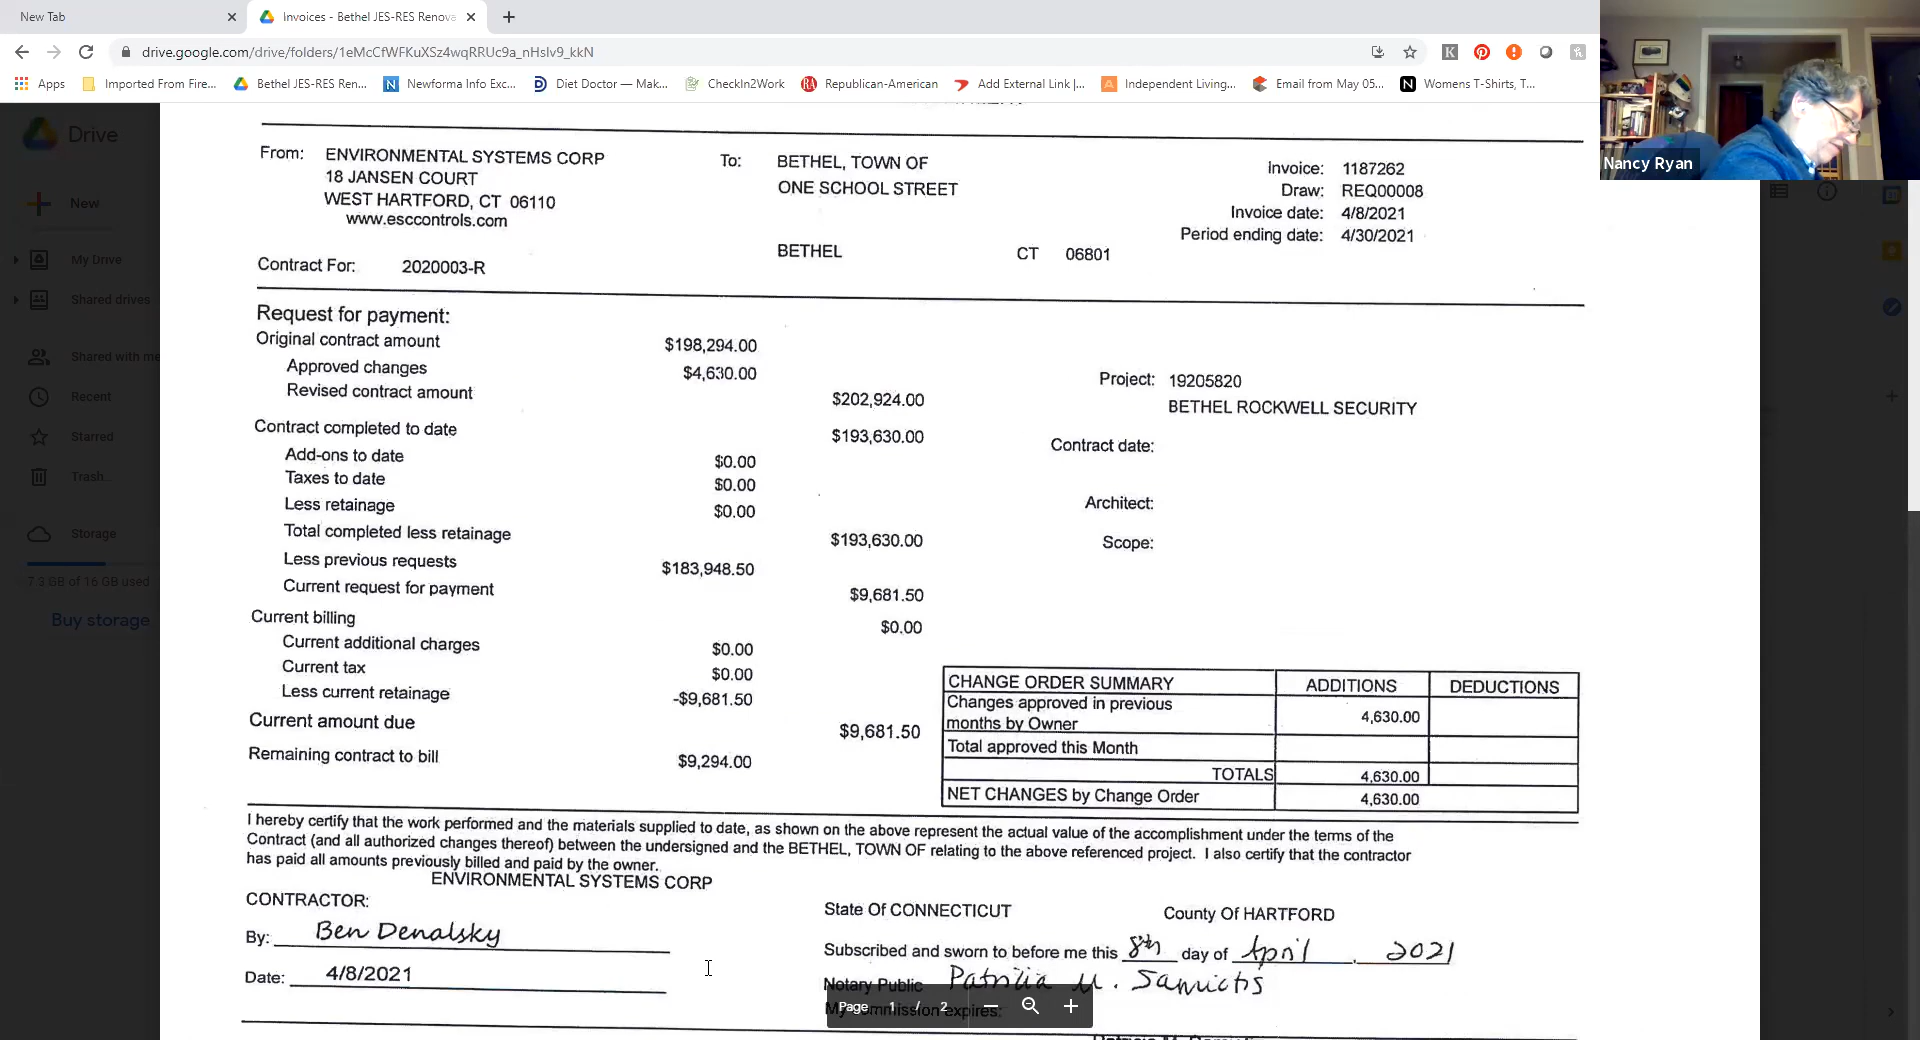 New Tab
Invoices - Bethel JES-RES Renova
drive.google.com/drive/folders/1eMcCfWFKuXSz4wqRRUc9a_nHsIv9_kkN
Apps
Imported From Fire...
Bethel JES-RES Ren...
Newforma Info Exc...
Diet Doctor — Mak...
CheckIn2Work
Republican-American
Add External Link |...
Independent Living...
Email from May 05...
Womens T-Shirts, T...
Nancy Ryan
Drive
New
My Drive
Shared drives
Shared with me
Recent
Starred
Trash
Storage
7.3 GB of 16 GB used
Buy storage
From: ENVIRONMENTAL SYSTEMS CORP
18 JANSEN COURT
WEST HARTFORD, CT 06110
www.esccontrols.com
To: BETHEL, TOWN OF
ONE SCHOOL STREET
BETHEL CT 06801
Invoice: 1187262
Draw: REQ00008
Invoice date: 4/8/2021
Period ending date: 4/30/2021
Contract For: 2020003-R
Request for payment:
Original contract amount $198,294.00
Approved changes $4,630.00
Revised contract amount $202,924.00
Contract completed to date $193,630.00
Add-ons to date $0.00
Taxes to date $0.00
Less retainage $0.00
Total completed less retainage $193,630.00
Less previous requests $183,948.50
Current request for payment $9,681.50
Current billing $0.00
Current additional charges $0.00
Current tax $0.00
Less current retainage -$9,681.50
Current amount due $9,681.50
Remaining contract to bill $9,294.00
Project: 19205820
BETHEL ROCKWELL SECURITY
Contract date:
Architect:
Scope:
CHANGE ORDER SUMMARY ADDITIONS DEDUCTIONS
Changes approved in previous
months by Owner 4,630.00
Total approved this Month
TOTALS 4,630.00
NET CHANGES by Change Order 4,630.00
I hereby certify that the work performed and the materials supplied to date, as shown on the above represent the actual value of the accomplishment under the terms of the
Contract (and all authorized changes thereof) between the undersigned and the BETHEL, TOWN OF relating to the above referenced project. I also certify that the contractor
has paid all amounts previously billed and paid by the owner.
ENVIRONMENTAL SYSTEMS CORP
CONTRACTOR:
By: Ben Denalsky
Date: 4/8/2021
State Of CONNECTICUT County Of HARTFORD
Subscribed and sworn to before me this 8th day of April, 2021
Notary Public Patricia M.
My commission expires:
Page 1 / 2